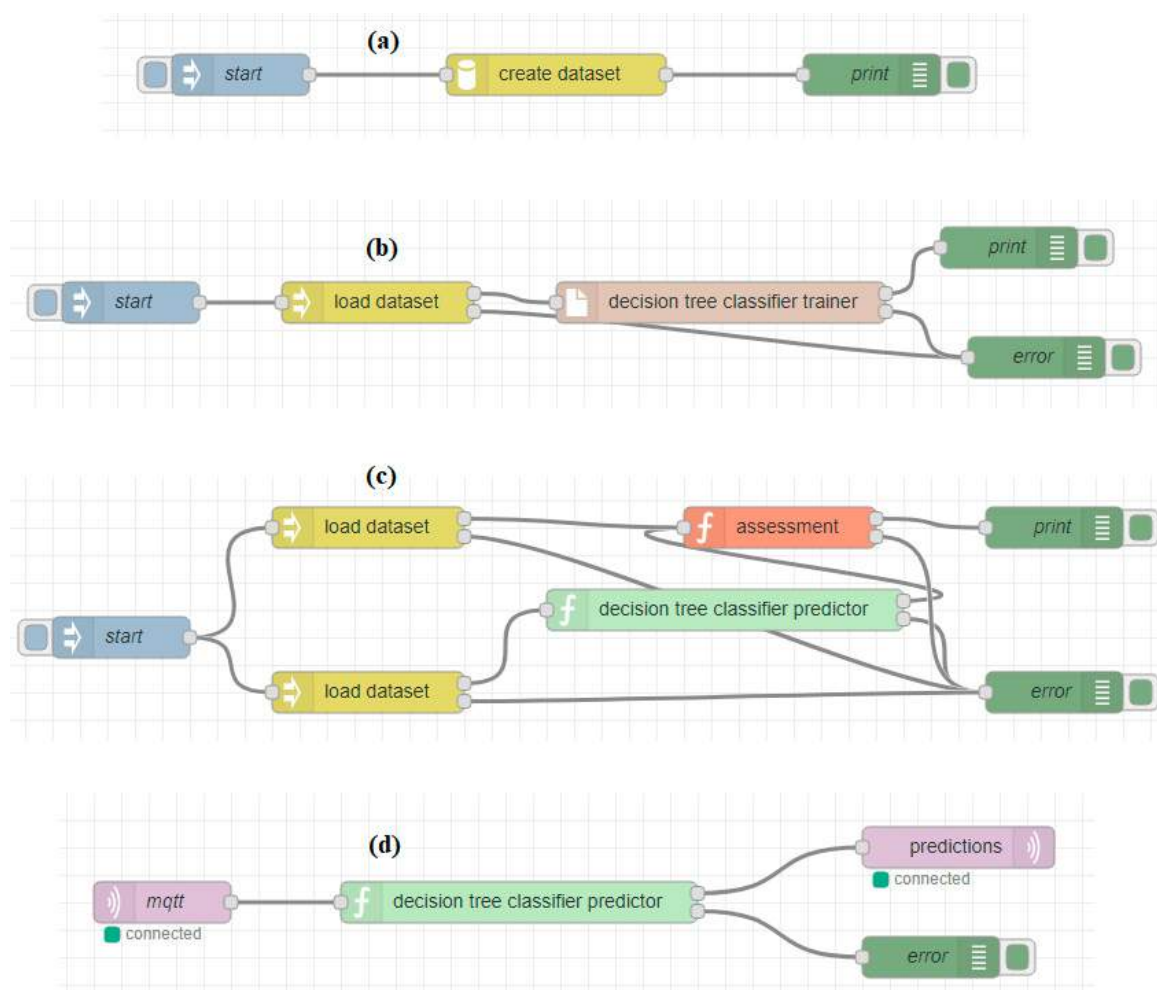 (a)
start
create dataset
print
(b)
print
start
load dataset
decision tree classifier trainer
error
(c)
load dataset
assessment
print
decision tree classifier predictor
start
load dataset
error
(d)
predictions
connected
mqtt
decision tree classifier predictor
connected
error